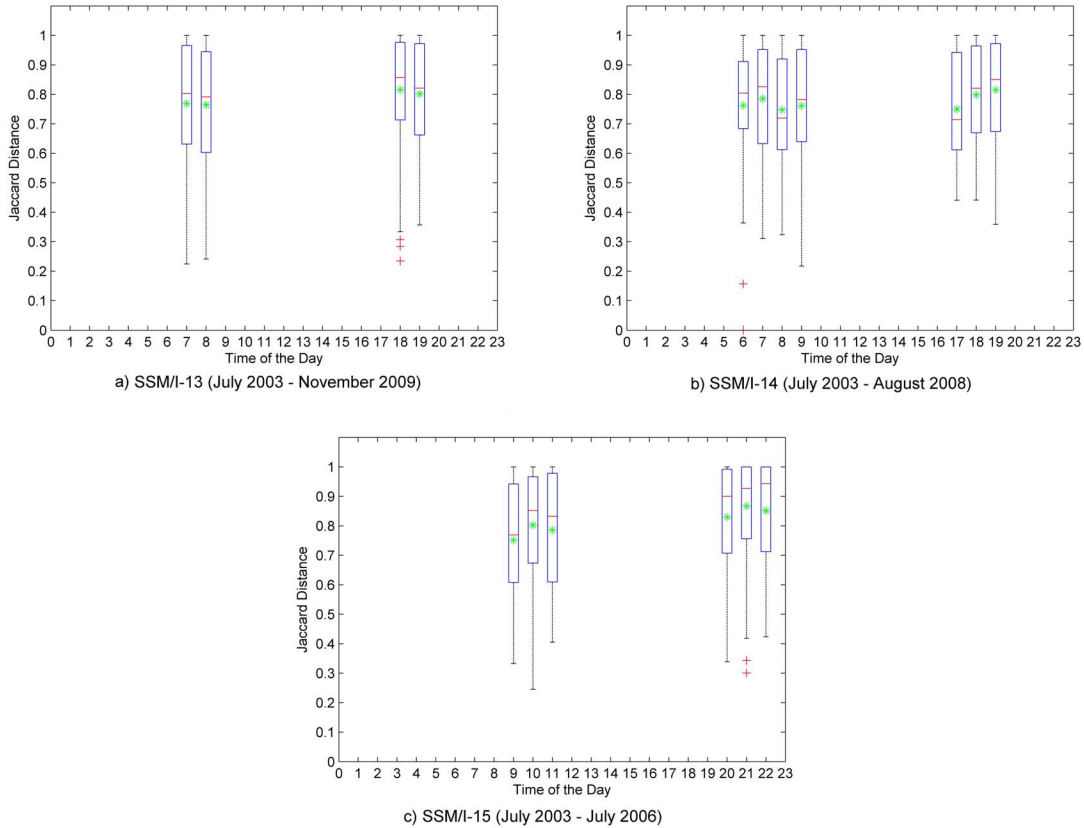 1
0.9
0.8
0.7
0.6
0.5
0.4
0.3
0.2
0.1
0
Jaccard Distance
0 1 2 3 4 5 6 7 8 9 10 11 12 13 14 15 16 17 18 19 20 21 22 23
Time of the Day
a) SSM/I-13 (July 2003 - November 2009)
1
0.9
0.8
0.7
0.6
0.5
0.4
0.3
0.2
0.1
0
Jaccard Distance
0 1 2 3 4 5 6 7 8 9 10 11 12 13 14 15 16 17 18 19 20 21 22 23
Time of the Day
b) SSM/I-14 (July 2003 - August 2008)
1
0.9
0.8
0.7
0.6
0.5
0.4
0.3
0.2
0.1
0
Jaccard Distance
0 1 2 3 4 5 6 7 8 9 10 11 12 13 14 15 16 17 18 19 20 21 22 23
Time of the Day
c) SSM/I-15 (July 2003 - July 2006)